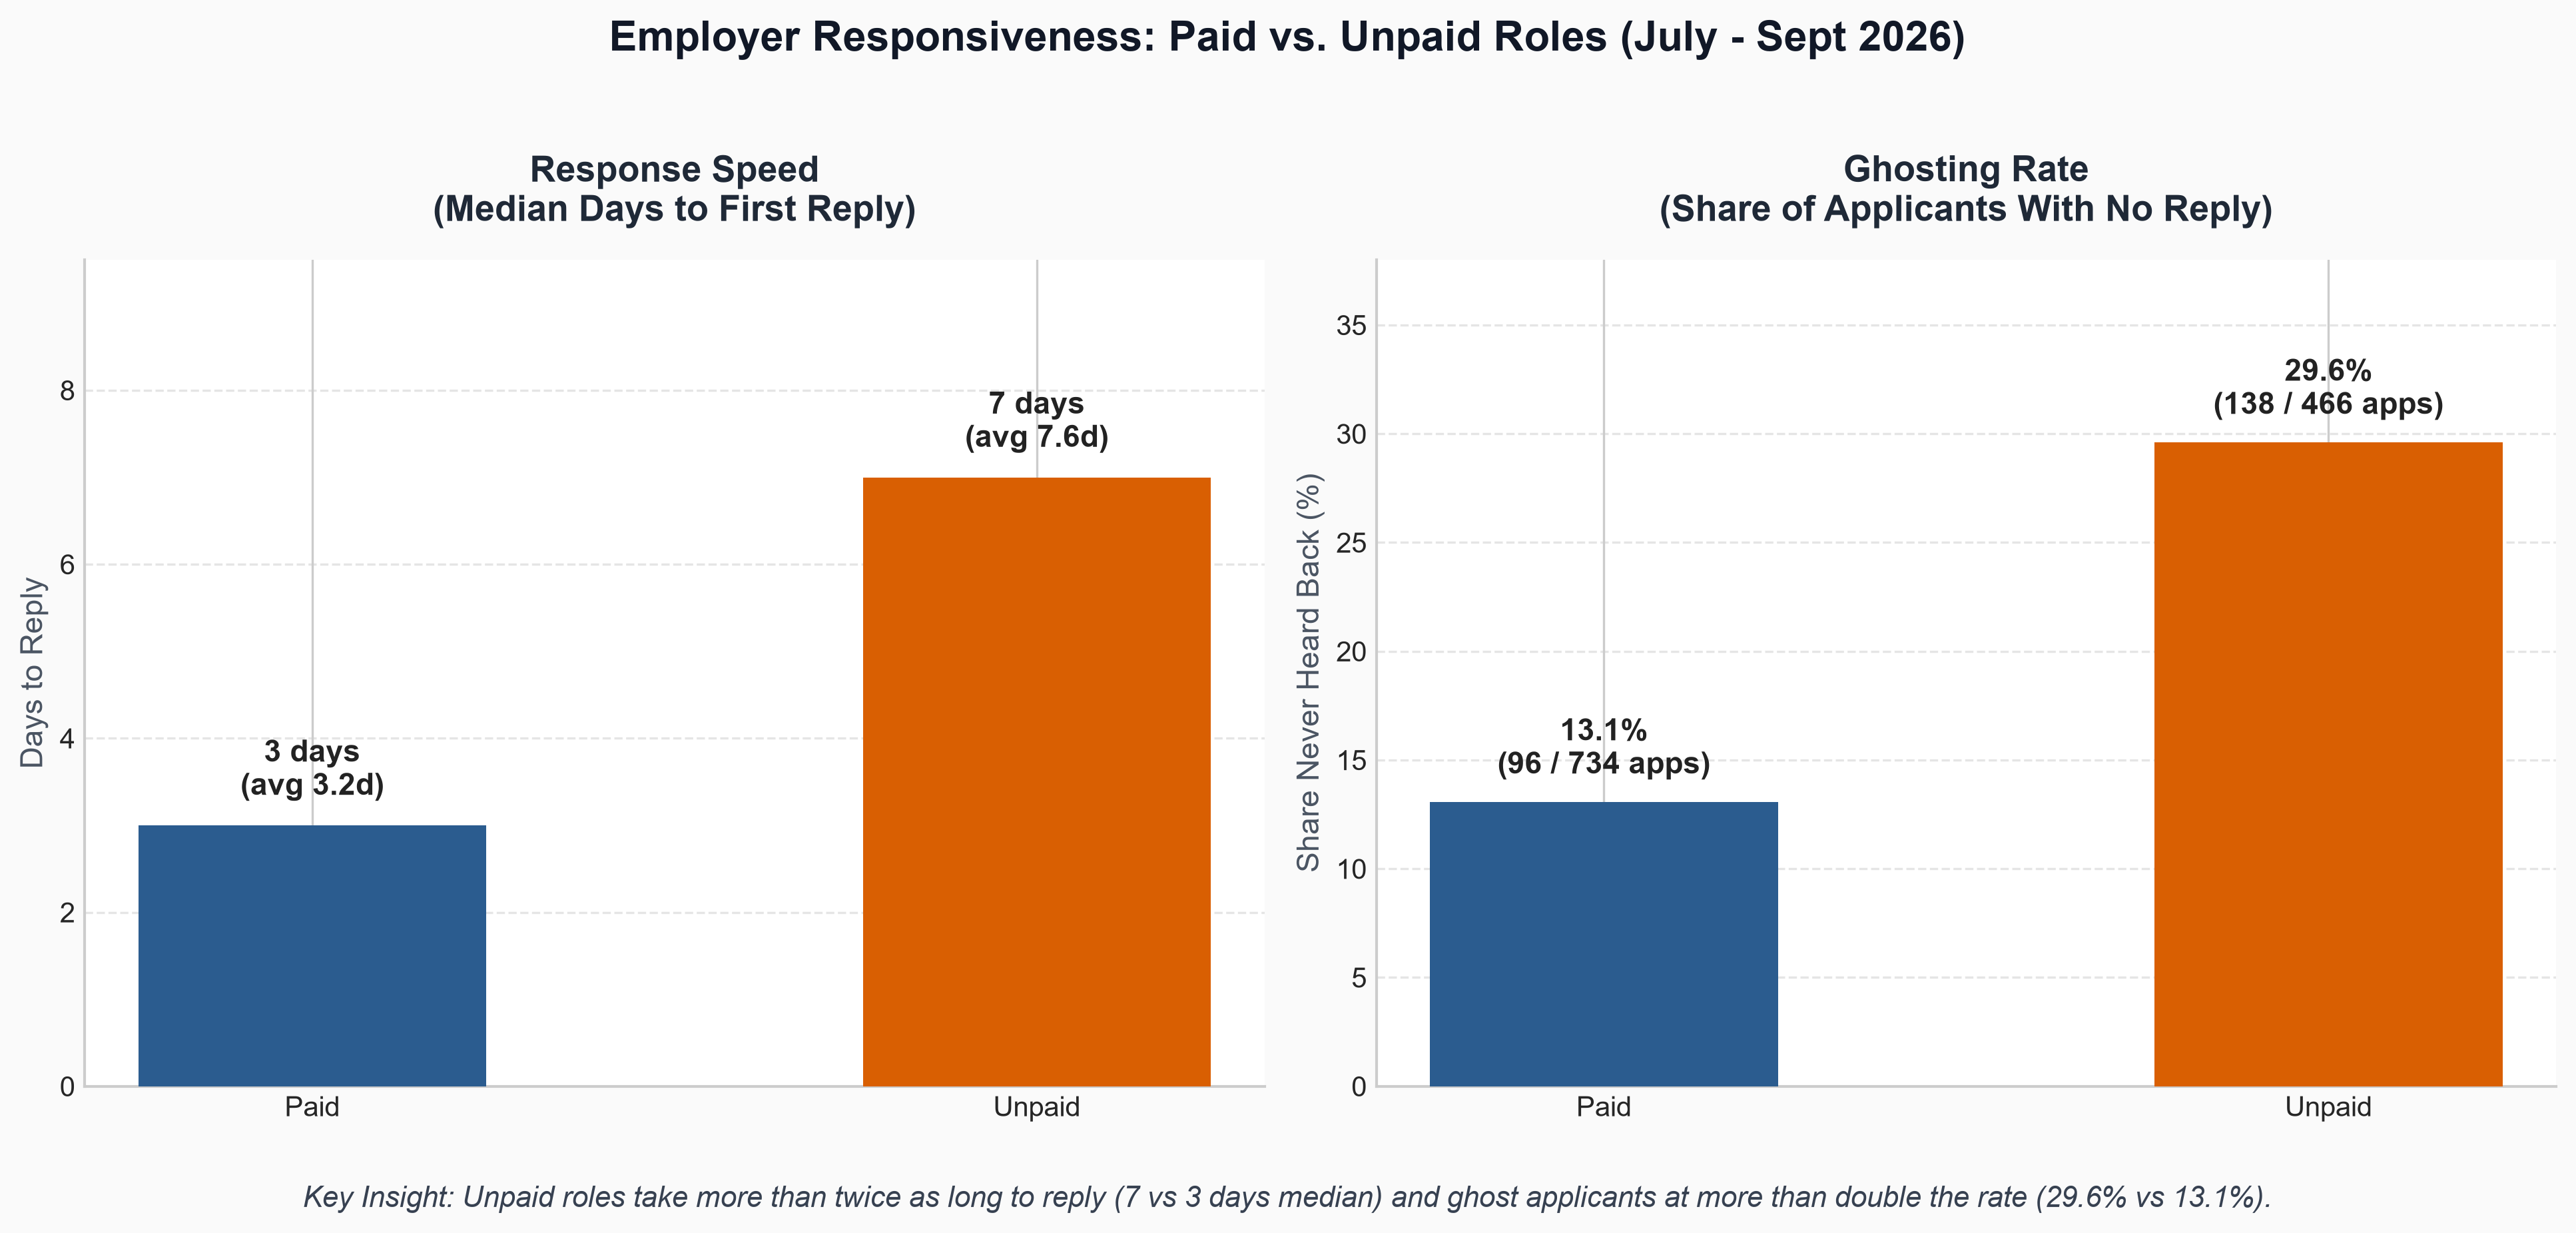 Employer Responsiveness: Paid vs. Unpaid Roles (July - Sept 2026)
Response Speed
(Median Days to First Reply)
Days to Reply
8
6
4
2
0
7 days
(avg 7.6d)
3 days
(avg 3.2d)
Paid
Unpaid
Ghosting Rate
(Share of Applicants With No Reply)
Share Never Heard Back (%)
35
30
25
20
15
10
5
0
29.6%
(138 / 466 apps)
13.1%
(96 / 734 apps)
Paid
Unpaid
Key Insight: Unpaid roles take more than twice as long to reply (7 vs 3 days median) and ghost applicants at more than double the rate (29.6% vs 13.1%).